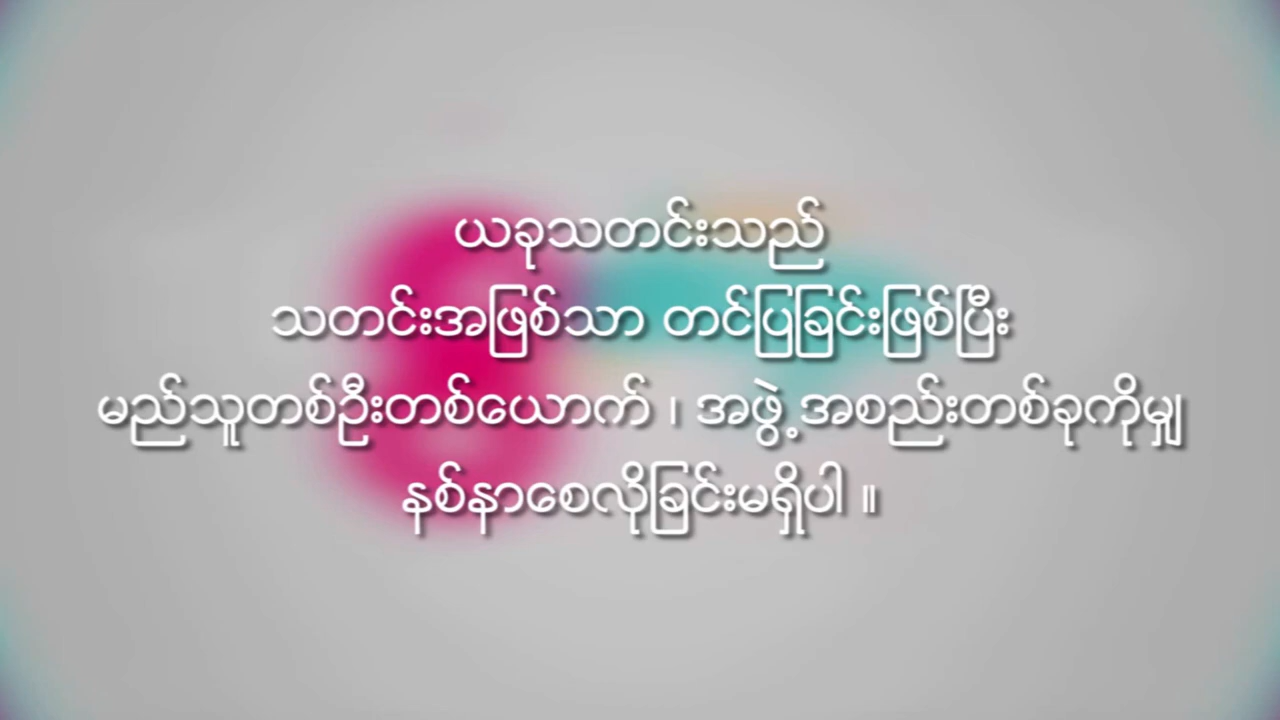 ယခုသတင်းသည်
သတင်းအဖြစ်သာ တင်ပြခြင်းဖြစ်ပြီး
မည်သူတစ်ဦးတစ်ယောက် ၊ အဖွဲ့အစည်းတစ်ခုကိုမျှ
နစ်နာစေလိုခြင်းမရှိပါ ။